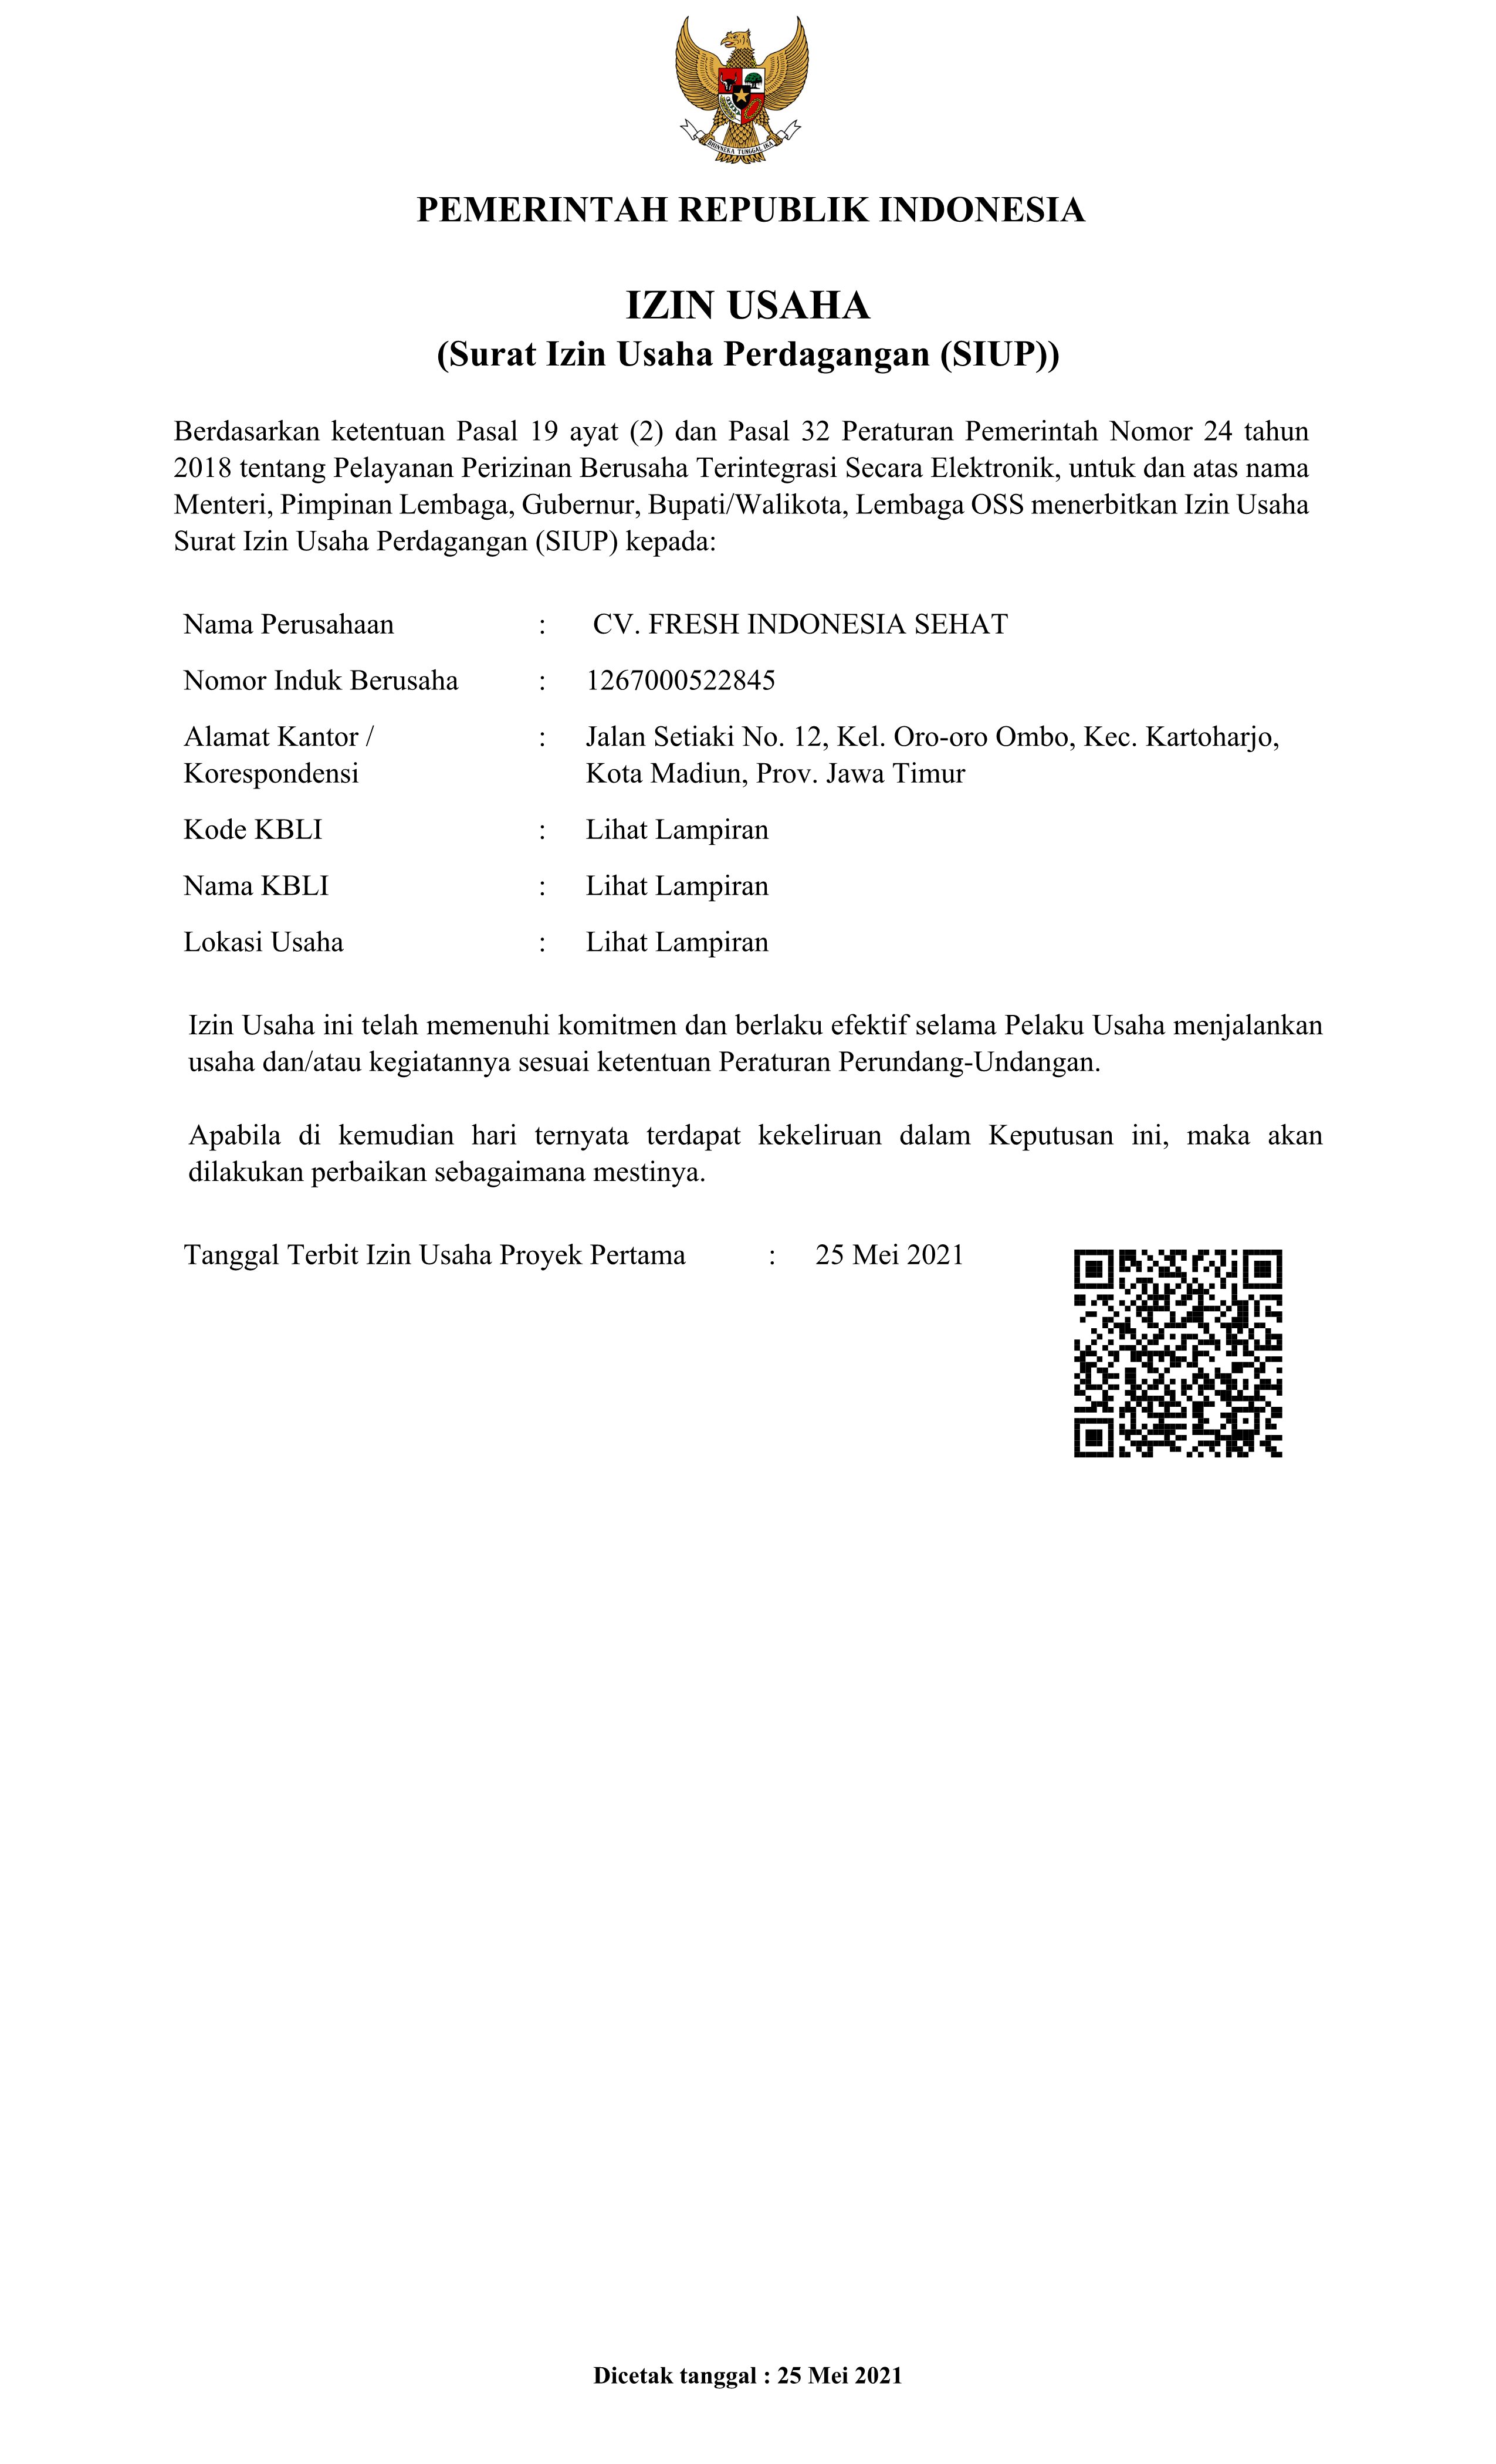 BHINNEKA TUNGGAL IKA
PEMERINTAH REPUBLIK INDONESIA
IZIN USAHA
(Surat Izin Usaha Perdagangan (SIUP))
Berdasarkan ketentuan Pasal 19 ayat (2) dan Pasal 32 Peraturan Pemerintah Nomor 24 tahun
2018 tentang Pelayanan Perizinan Berusaha Terintegrasi Secara Elektronik, untuk dan atas nama
Menteri, Pimpinan Lembaga, Gubernur, Bupati/Walikota, Lembaga OSS menerbitkan Izin Usaha
Surat Izin Usaha Perdagangan (SIUP) kepada:
Nama Perusahaan : CV. FRESH INDONESIA SEHAT
Nomor Induk Berusaha : 1267000522845
Alamat Kantor / : Jalan Setiaki No. 12, Kel. Oro-oro Ombo, Kec. Kartoharjo,
Korespondensi Kota Madiun, Prov. Jawa Timur
Kode KBLI : Lihat Lampiran
Nama KBLI : Lihat Lampiran
Lokasi Usaha : Lihat Lampiran
Izin Usaha ini telah memenuhi komitmen dan berlaku efektif selama Pelaku Usaha menjalankan
usaha dan/atau kegiatannya sesuai ketentuan Peraturan Perundang-Undangan.
Apabila di kemudian hari ternyata terdapat kekeliruan dalam Keputusan ini, maka akan
dilakukan perbaikan sebagaimana mestinya.
Tanggal Terbit Izin Usaha Proyek Pertama : 25 Mei 2021
Dicetak tanggal : 25 Mei 2021